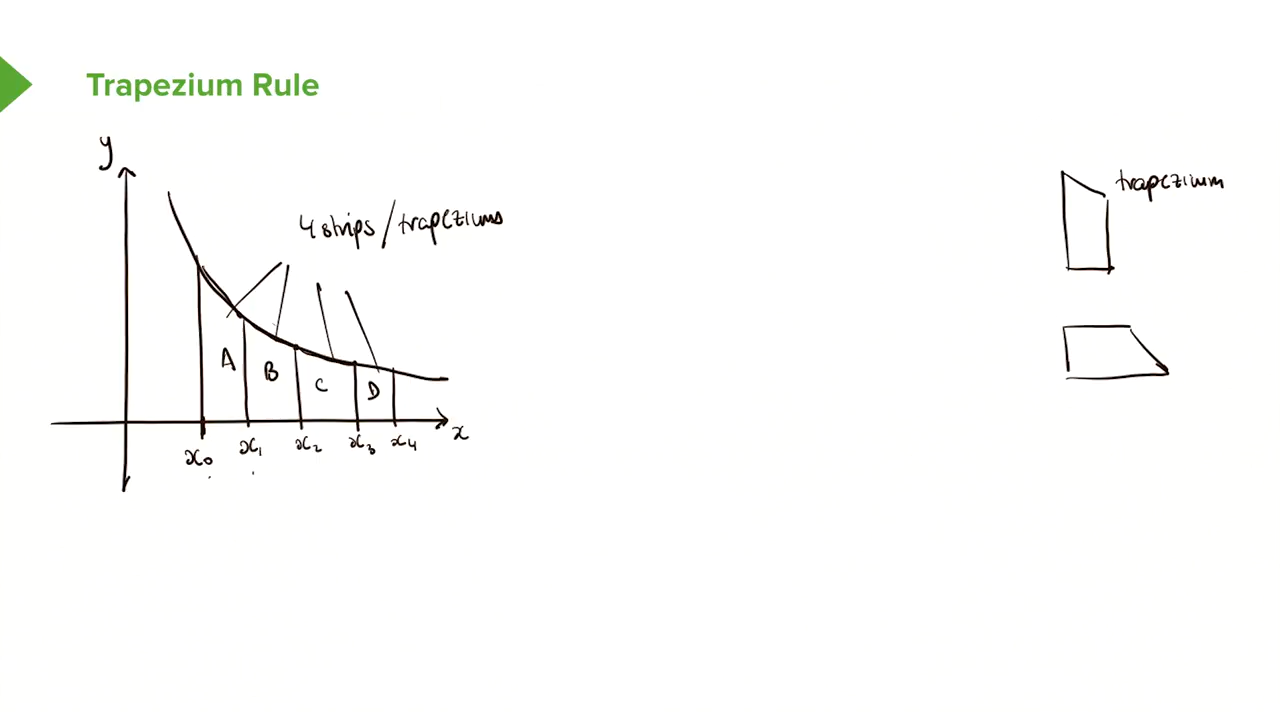 Trapezium Rule
y
4 strips/trapeziums
A B C D
x
x₀ x₁ x₂ x₃ x₄
trapezium